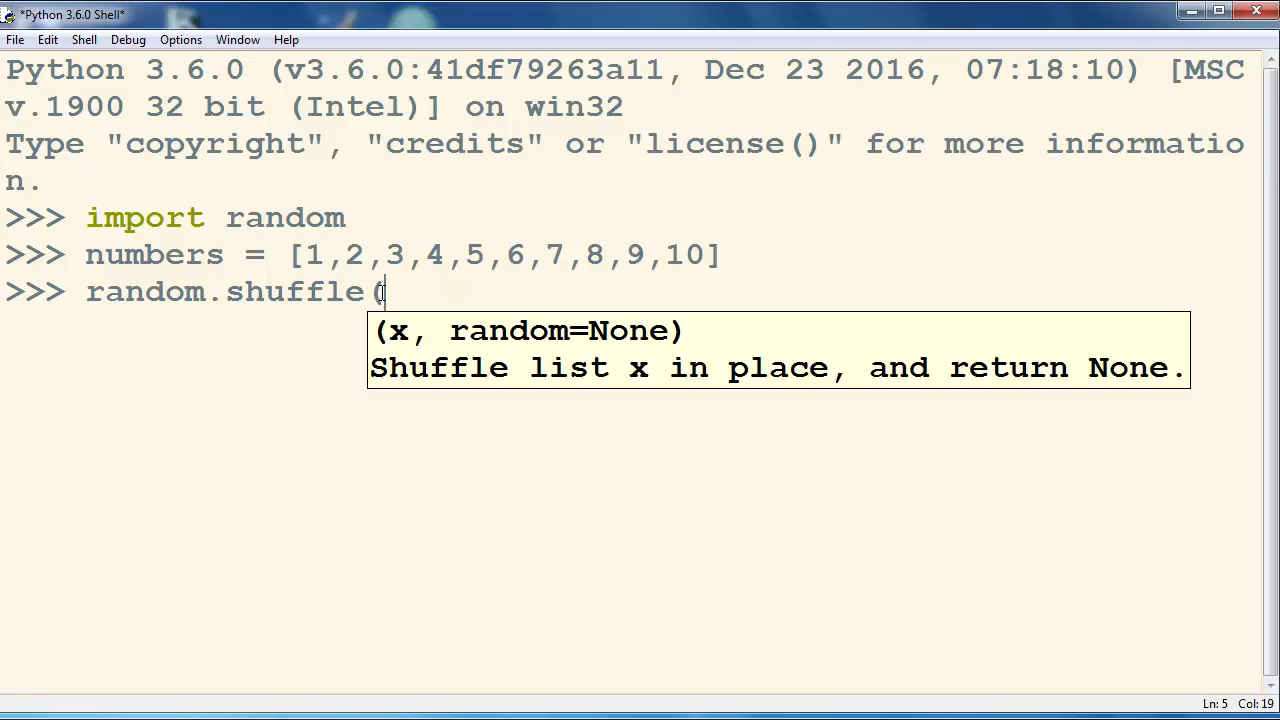 *Python 3.6.0 Shell*
File Edit Shell Debug Options Window Help
Python 3.6.0 (v3.6.0:41df79263a11, Dec 23 2016, 07:18:10) [MSC
v.1900 32 bit (Intel)] on win32
Type "copyright", "credits" or "license()" for more informatio
n.
>>> import random
>>> numbers = [1,2,3,4,5,6,7,8,9,10]
>>> random.shuffle(
(x, random=None)
Shuffle list x in place, and return None.
Ln: 5 Col: 19